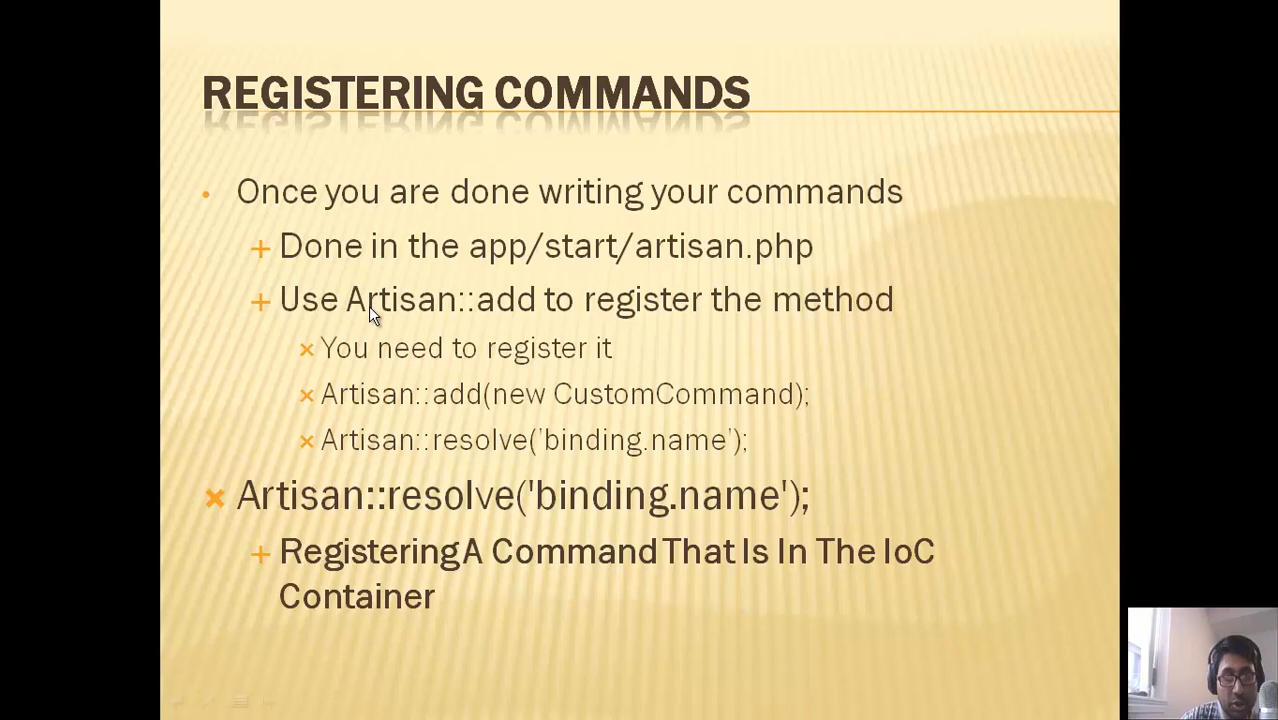 REGISTERING COMMANDS
Once you are done writing your commands
Done in the app/start/artisan.php
Use Artisan::add to register the method
You need to register it
Artisan::add(new CustomCommand);
Artisan::resolve('binding.name');
Artisan::resolve('binding.name');
Registering A Command That Is In The IoC
Container